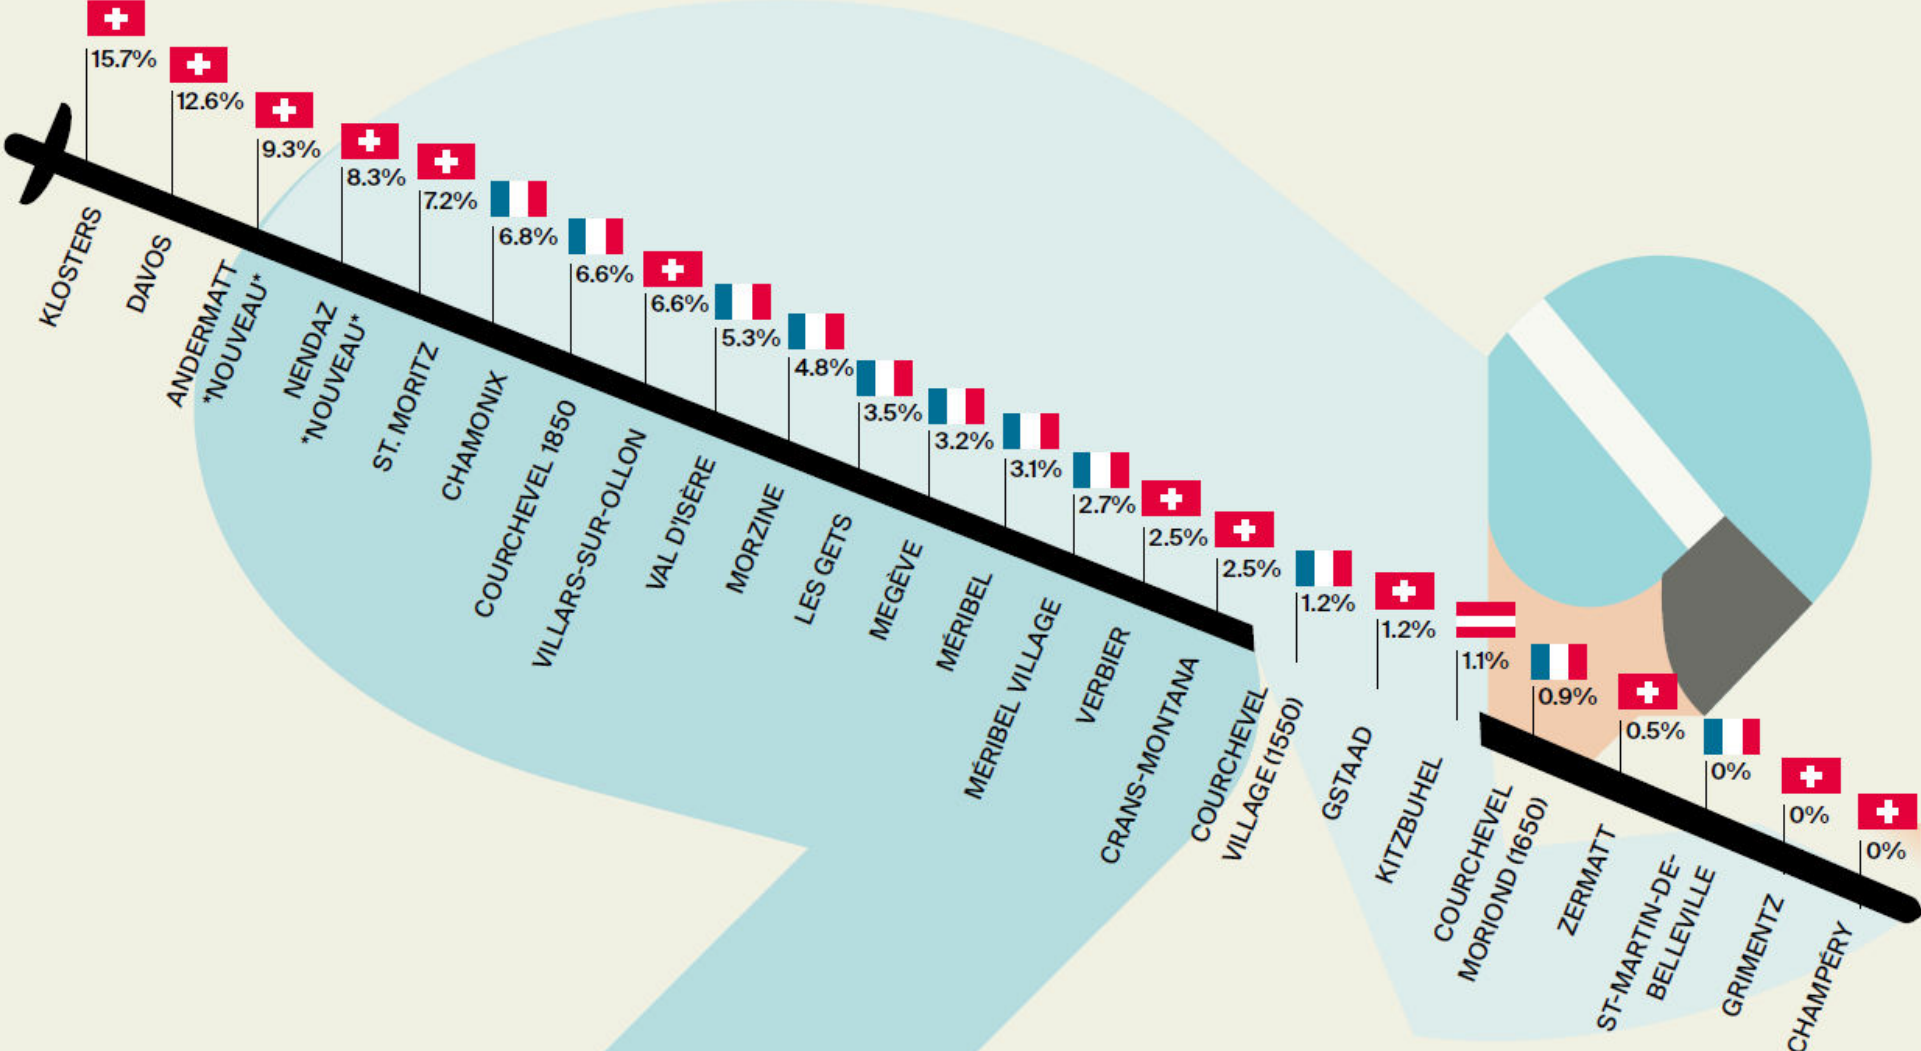 15.7%
12.6%
9.3%
8.3%
7.2%
6.8%
6.6%
6.6%
5.3%
4.8%
3.5%
3.2%
3.1%
2.7%
2.5%
2.5%
1.2%
1.2%
1.1%
0.9%
0.5%
0%
0%
0%
KLOSTERS
DAVOS
ANDERMATT
*NOUVEAU*
NENDAZ
*NOUVEAU*
ST. MORITZ
CHAMONIX
COURCHEVEL 1850
VILLARS-SUR-OLLON
VAL D'ISÈRE
MORZINE
LES GETS
MEGÈVE
MÉRIBEL
MÉRIBEL VILLAGE
VERBIER
CRANS-MONTANA
COURCHEVEL
VILLAGE (1550)
GSTAAD
KITZBUHEL
COURCHEVEL
MORIOND (1650)
ZERMATT
ST-MARTIN-DE-
BELLEVILLE
GRIMENTZ
CHAMPÉRY